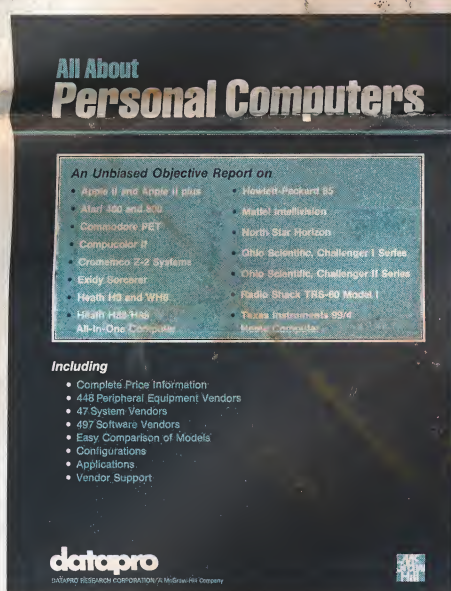 All About
Personal Computers
An Unbiased Objective Report on
• Apple II and Apple II plus
• Atari 400 and 800
• Commodore PET
• Compucolor II
• Cromemco Z-2 Systems
• Exidy Sorcerer
• Heath H8 and WH8
• Heath H88/H89
All-In-One Computer
• Hewlett-Packard 85
• Mattel Intellivision
• North Star Horizon
• Ohio Scientific, Challenger I Series
• Ohio Scientific, Challenger II Series
• Radio Shack TRS-80 Model I
• Texas Instruments 99/4
Home Computer
Including
• Complete Price Information
• 448 Peripheral Equipment Vendors
• 47 System Vendors
• 497 Software Vendors
• Easy Comparison of Models
• Configurations
• Applications
• Vendor Support
datapro
DATAPRO RESEARCH CORPORATION/A McGraw-Hill Company